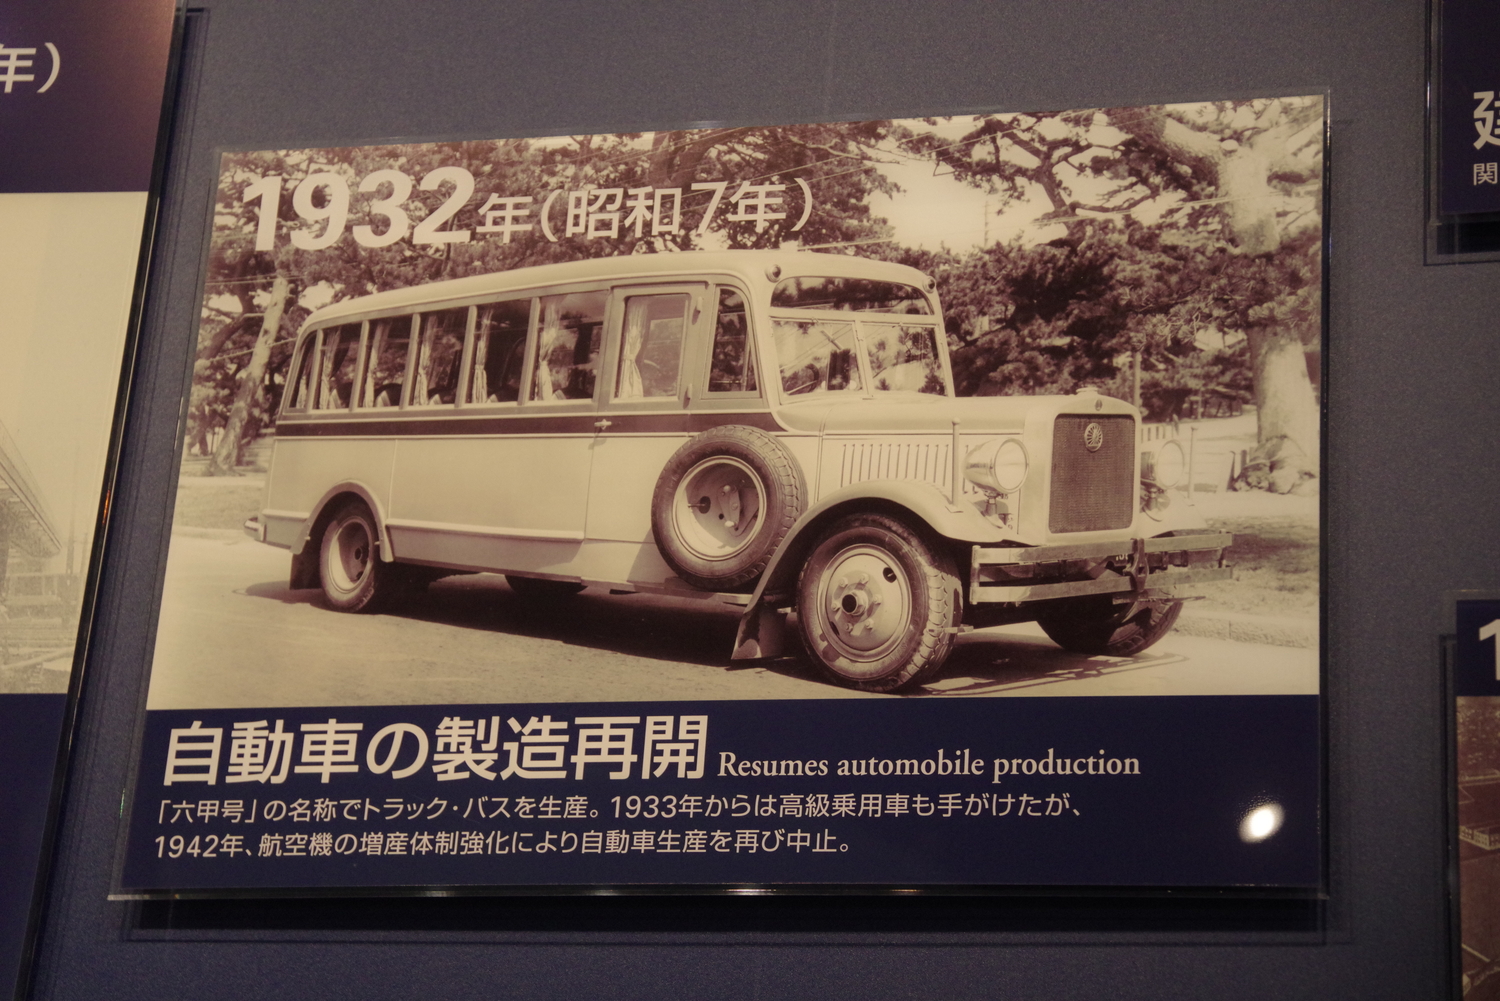 年）
1932年（昭和7年）
自動車の製造再開 Resumes automobile production
「六甲号」の名称でトラック・バスを生産。1933年からは高級乗用車も手がけたが、
1942年、航空機の増産体制強化により自動車生産を再び中止。
建
関
1